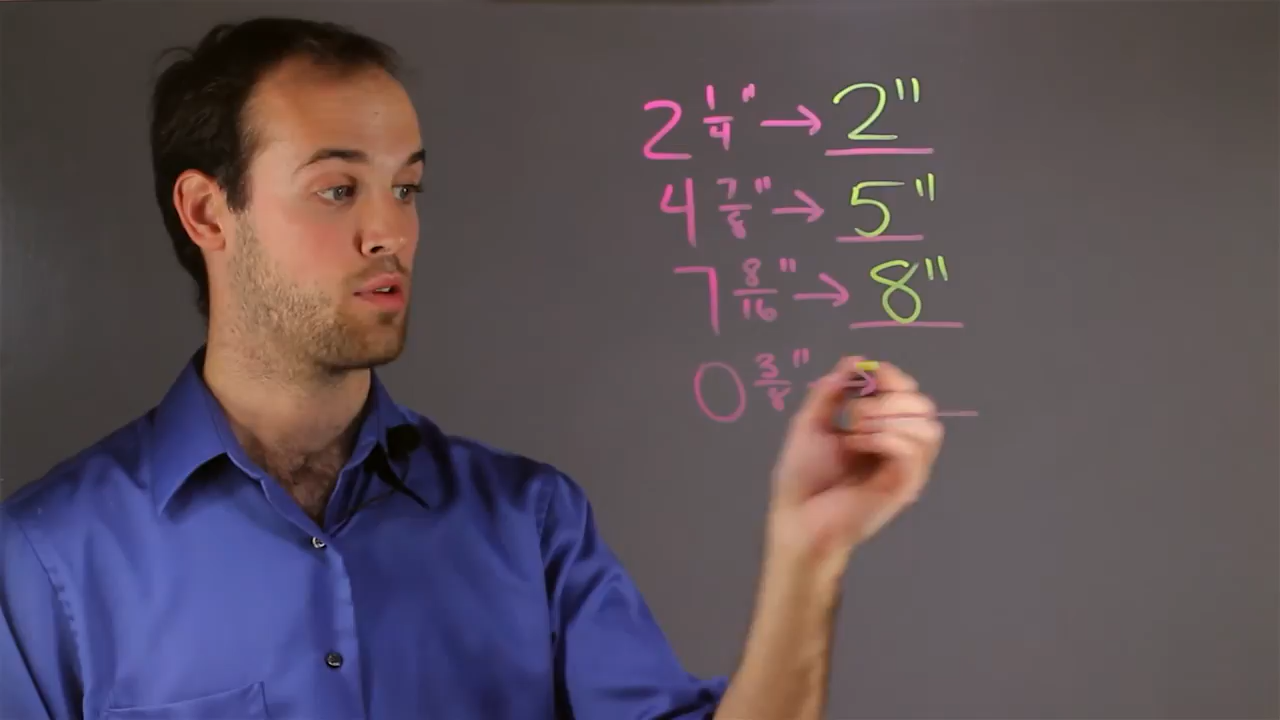 2 1/4" → 2"
4 7/8" → 5"
7 8/16" → 8"
0 3/8" →